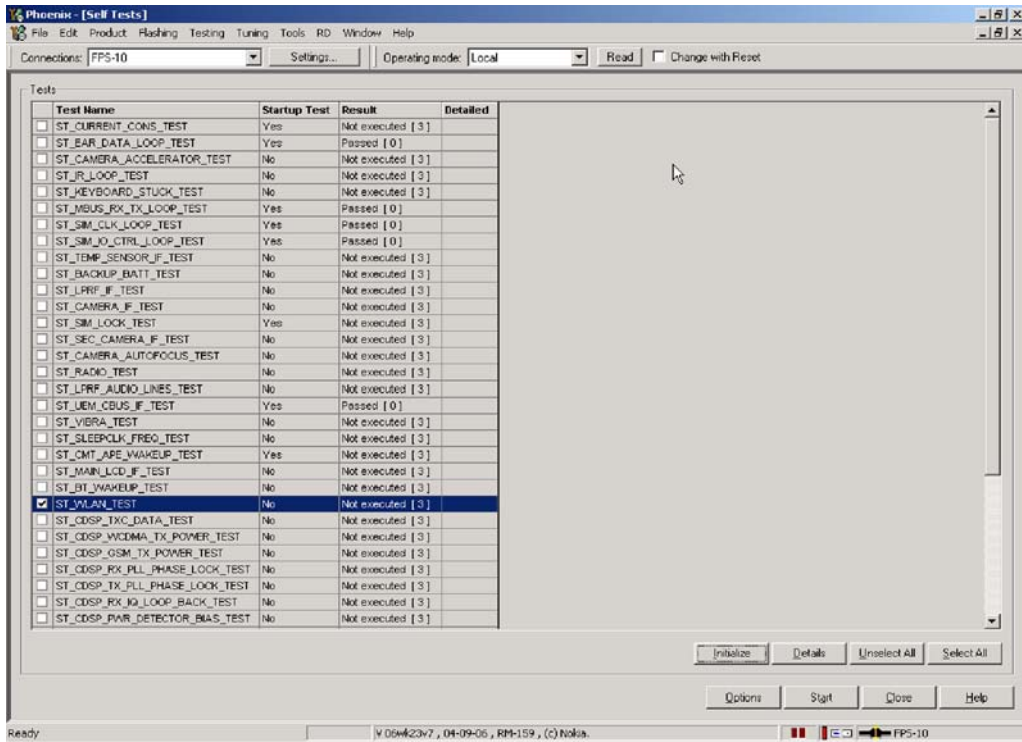 Phoenix - [Self Tests]
File Edit Product Flashing Testing Tuning Tools RD Window Help
Connections: FPS-10 Settings... Operating mode: Local Read Change with Reset
Tests
Test Name Startup Test Result Detailed
ST_CURRENT_CONS_TEST Yes Not executed [ 3 ]
ST_EAR_DATA_LOOP_TEST Yes Passed [ 0 ]
ST_CAMERA_ACCELERATOR_TEST No Not executed [ 3 ]
ST_IR_LOOP_TEST No Not executed [ 3 ]
ST_KEYBOARD_STUCK_TEST No Not executed [ 3 ]
ST_MBUS_RX_TX_LOOP_TEST Yes Passed [ 0 ]
ST_SIM_CLK_LOOP_TEST Yes Passed [ 0 ]
ST_SIM_IO_CTRL_LOOP_TEST Yes Passed [ 0 ]
ST_TEMP_SENSOR_IF_TEST No Not executed [ 3 ]
ST_BACKUP_BATT_TEST No Not executed [ 3 ]
ST_LPRF_IF_TEST No Not executed [ 3 ]
ST_CAMERA_IF_TEST No Not executed [ 3 ]
ST_SIM_LOCK_TEST Yes Not executed [ 3 ]
ST_SEC_CAMERA_IF_TEST No Not executed [ 3 ]
ST_CAMERA_AUTOFOCUS_TEST No Not executed [ 3 ]
ST_RADIO_TEST No Not executed [ 3 ]
ST_LPRF_AUDIO_LINES_TEST No Not executed [ 3 ]
ST_UEM_CBUS_IF_TEST Yes Passed [ 0 ]
ST_VIBRA_TEST No Not executed [ 3 ]
ST_SLEEPCLK_FREQ_TEST No Not executed [ 3 ]
ST_CMT_APE_WAKEUP_TEST Yes Not executed [ 3 ]
ST_MAIN_LCD_IF_TEST No Not executed [ 3 ]
ST_BT_WAKEUP_TEST No Not executed [ 3 ]
ST_WLAN_TEST No Not executed [ 3 ]
ST_CDSP_TXC_DATA_TEST No Not executed [ 3 ]
ST_CDSP_WCDMA_TX_POWER_TEST No Not executed [ 3 ]
ST_CDSP_GSM_TX_POWER_TEST No Not executed [ 3 ]
ST_CDSP_RX_PLL_PHASE_LOCK_TEST No Not executed [ 3 ]
ST_CDSP_TX_PLL_PHASE_LOCK_TEST No Not executed [ 3 ]
ST_CDSP_RX_IQ_LOOP_BACK_TEST No Not executed [ 3 ]
ST_CDSP_PWR_DETECTOR_BIAS_TEST No Not executed [ 3 ]
Initialize Details Unselect All Select All
Options Start Close Help
Ready V 06wk23v7 , 04-09-06 , RM-159 , (c) Nokia. FPS-10